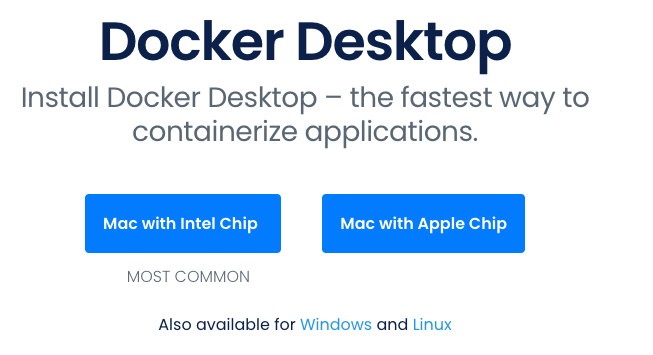 Docker Desktop
Install Docker Desktop – the fastest way to
containerize applications.
Mac with Intel Chip
Mac with Apple Chip
MOST COMMON
Also available for Windows and Linux